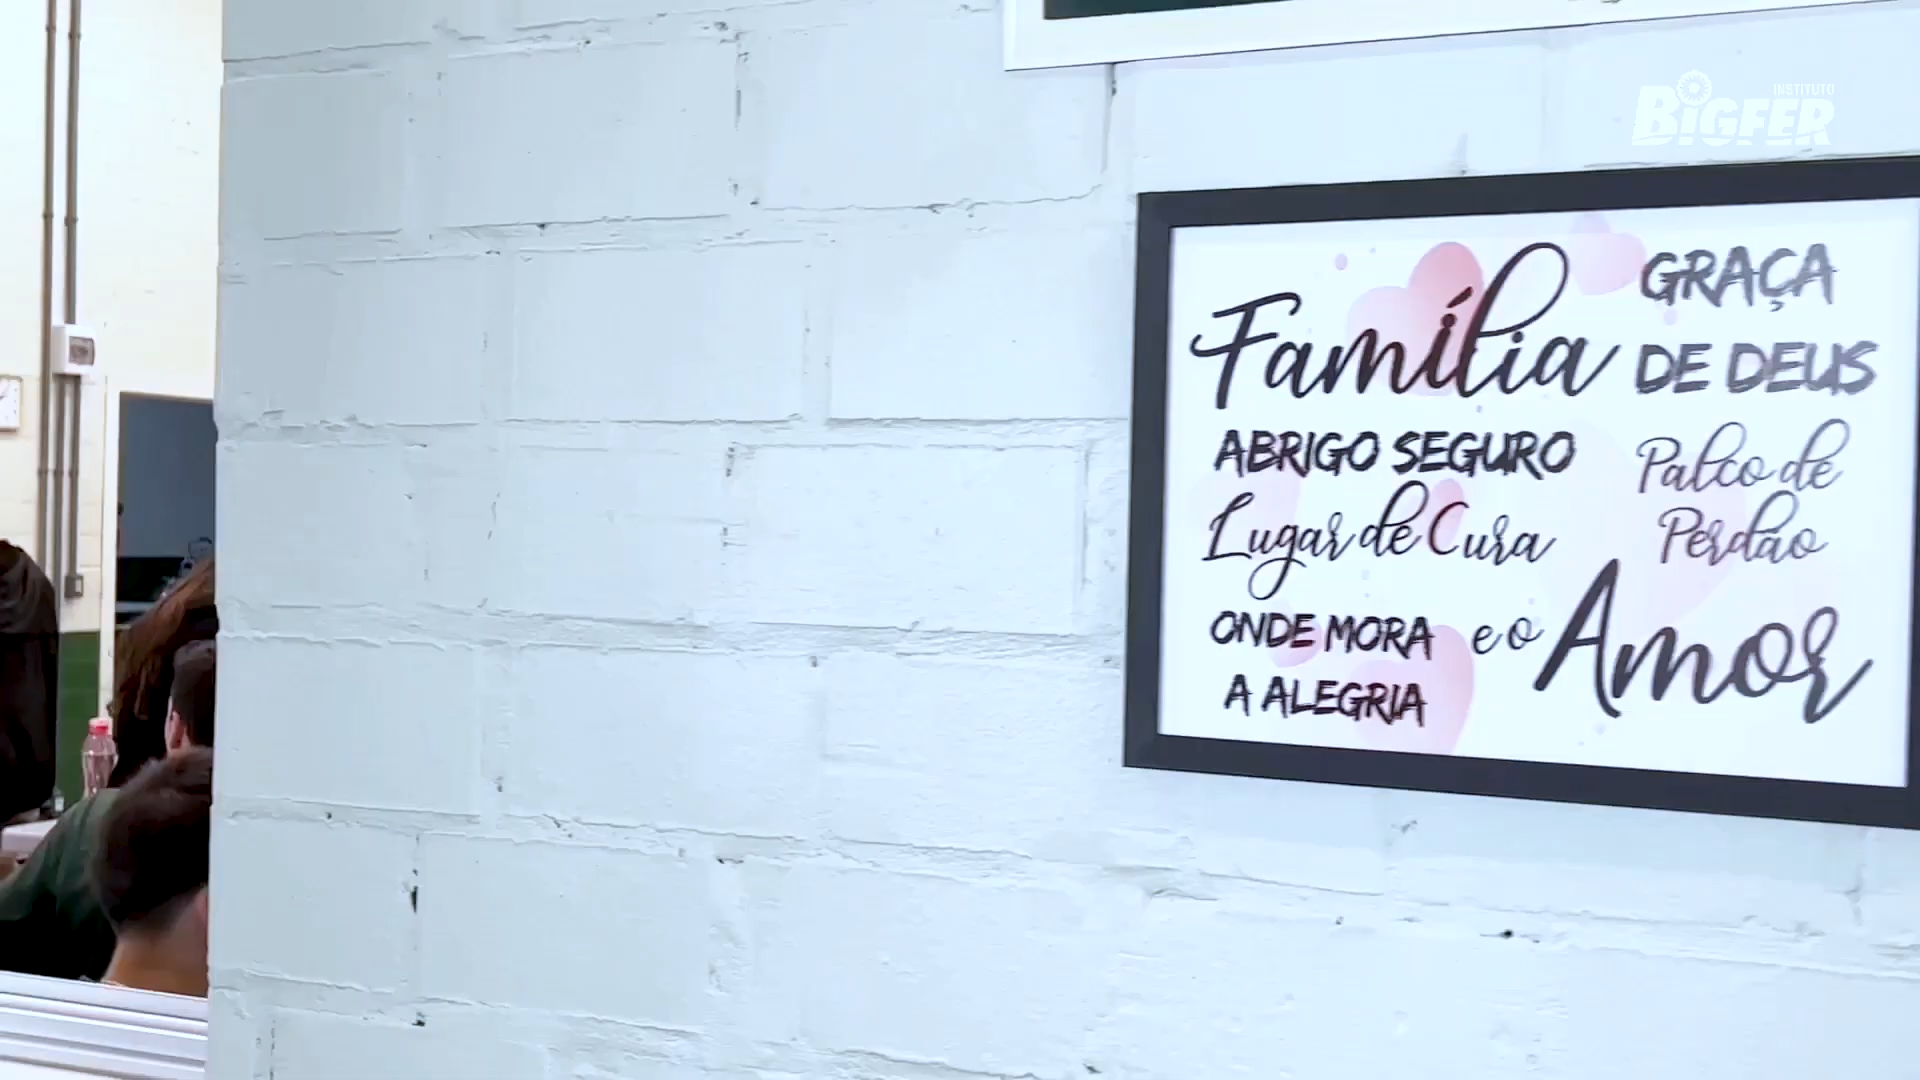 INSTITUTO
BIGFER
Família
ABRIGO SEGURO
Lugar de Cura
ONDE MORA
A ALEGRIA
GRAÇA
DE DEUS
Palco de
Perdão
e o Amor